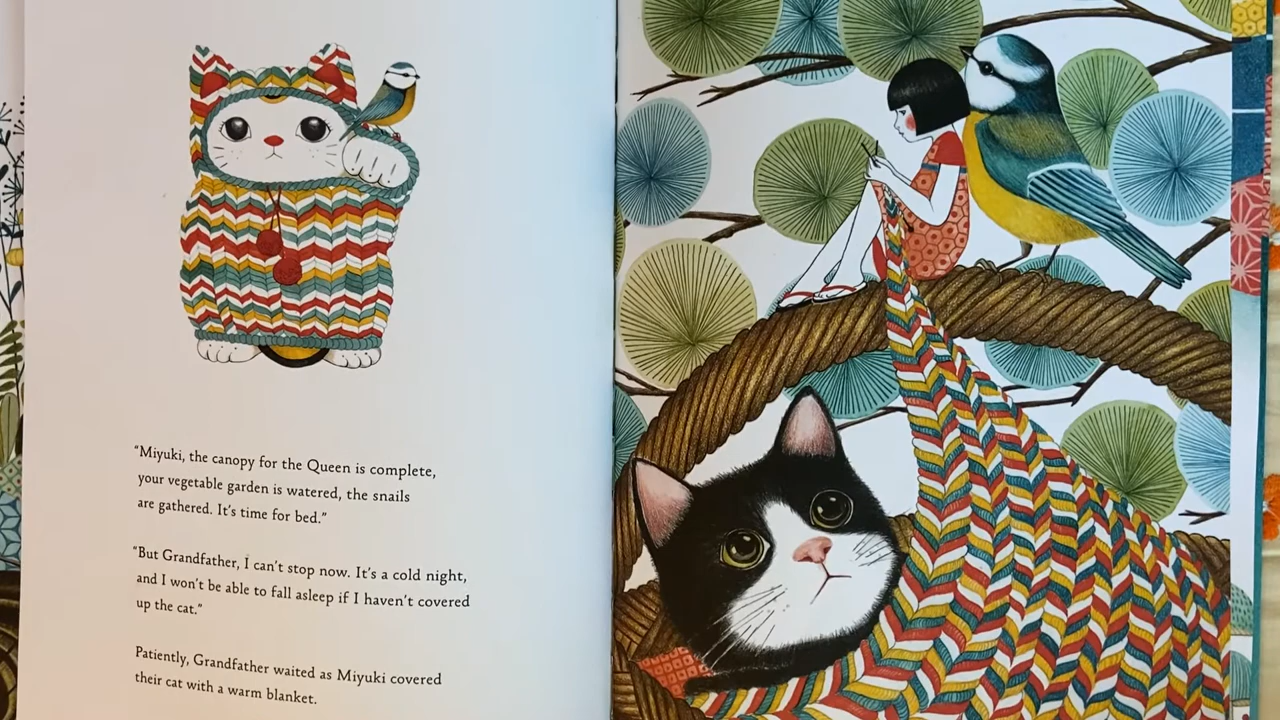 “Miyuki, the canopy for the Queen is complete,
your vegetable garden is watered, the snails
are gathered. It’s time for bed.”
“But Grandfather, I can’t stop now. It’s a cold night,
and I won’t be able to fall asleep if I haven’t covered
up the cat.”
Patiently, Grandfather waited as Miyuki covered
their cat with a warm blanket.